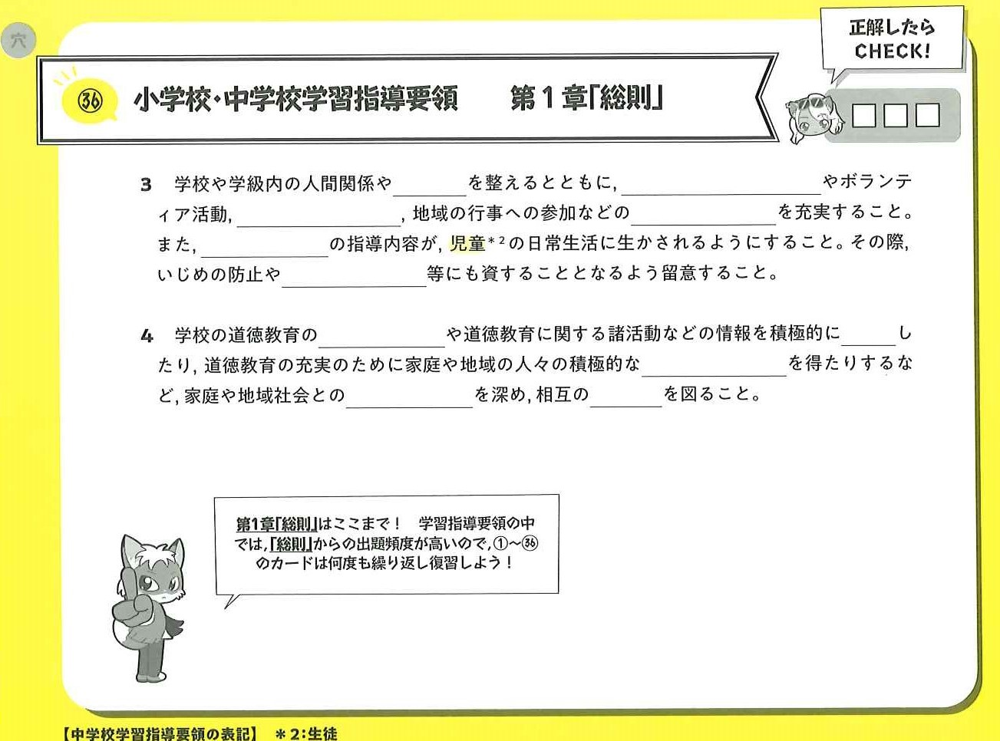 穴
正解したら
CHECK!
㊱ 小学校・中学校学習指導要領 第1章「総則」
3 学校や学級内の人間関係や______を整えるとともに,______やボランテ
ィア活動,______,地域の行事への参加などの______を充実すること。
また,______の指導内容が,児童*2の日常生活に生かされるようにすること。その際,
いじめの防止や______等にも資することとなるよう留意すること。
4 学校の道徳教育の______や道徳教育に関する諸活動などの情報を積極的に______し
たり,道徳教育の充実のために家庭や地域の人々の積極的な______を得たりするな
ど,家庭や地域社会との______を深め,相互の______を図ること。
第1章「総則」はここまで! 学習指導要領の中
では,「総則」からの出題頻度が高いので,①〜㊱
のカードは何度も繰り返し復習しよう!
【中学校学習指導要領の表記】 *2:生徒